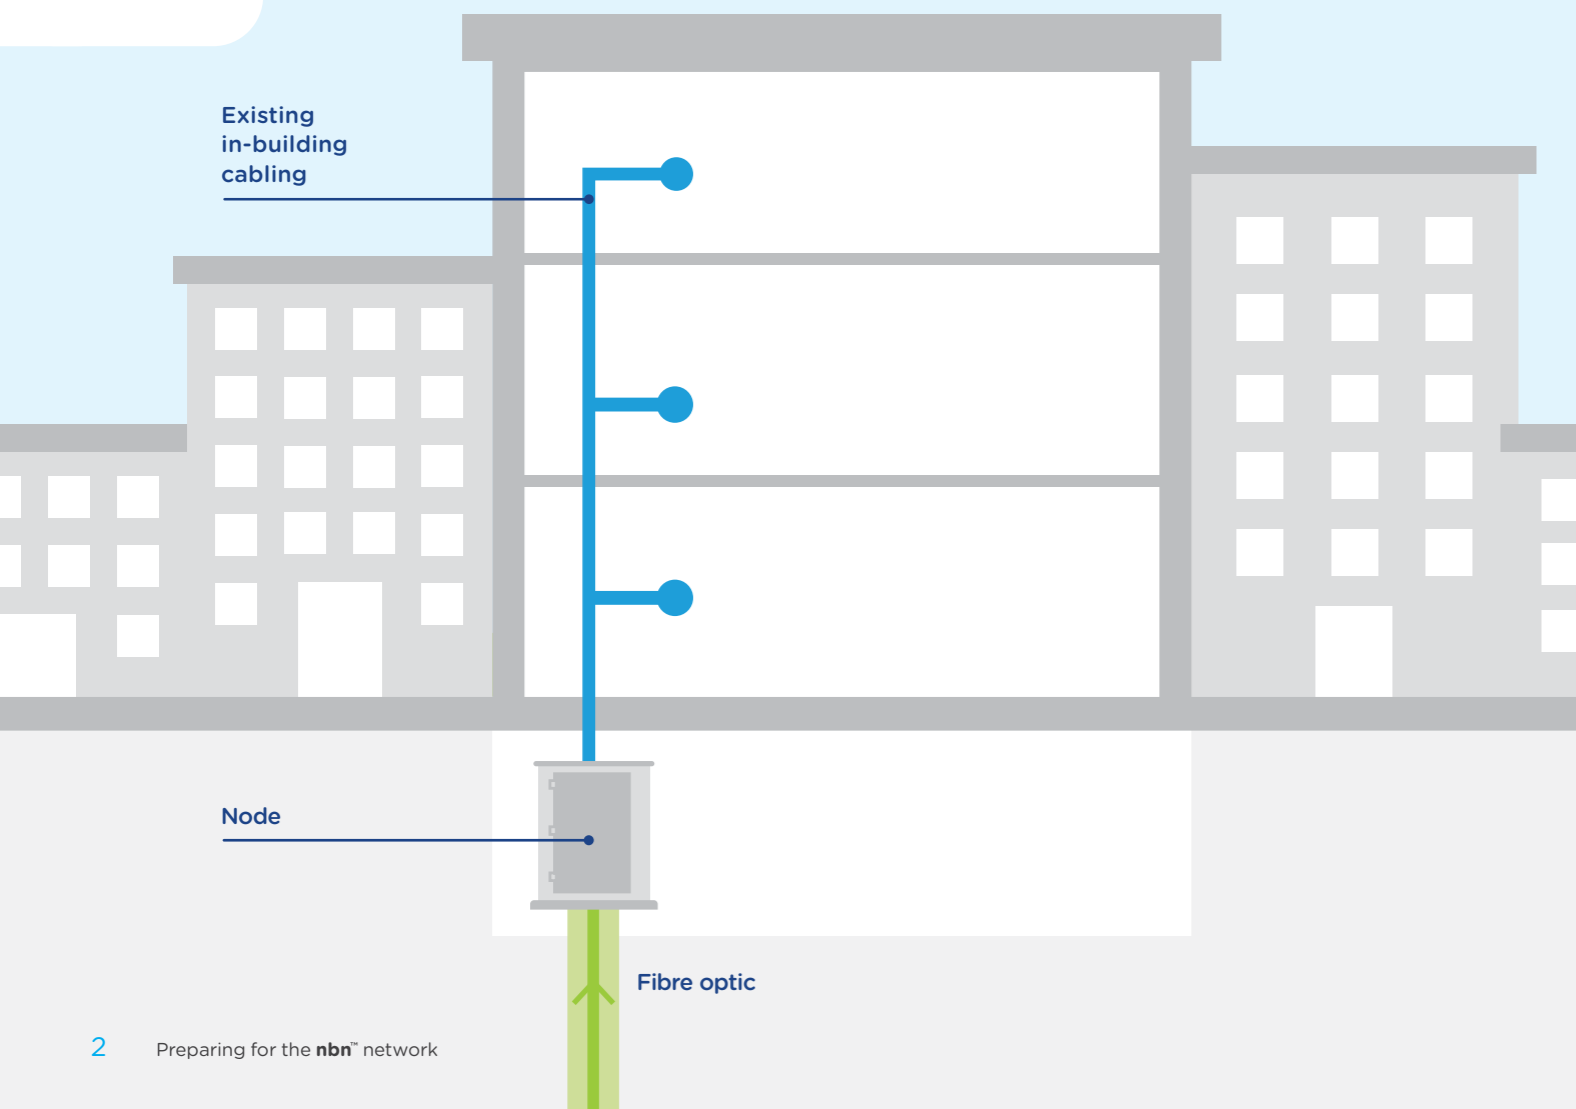 Existing
in-building
cabling
Node
Fibre optic
2 Preparing for the nbn™ network